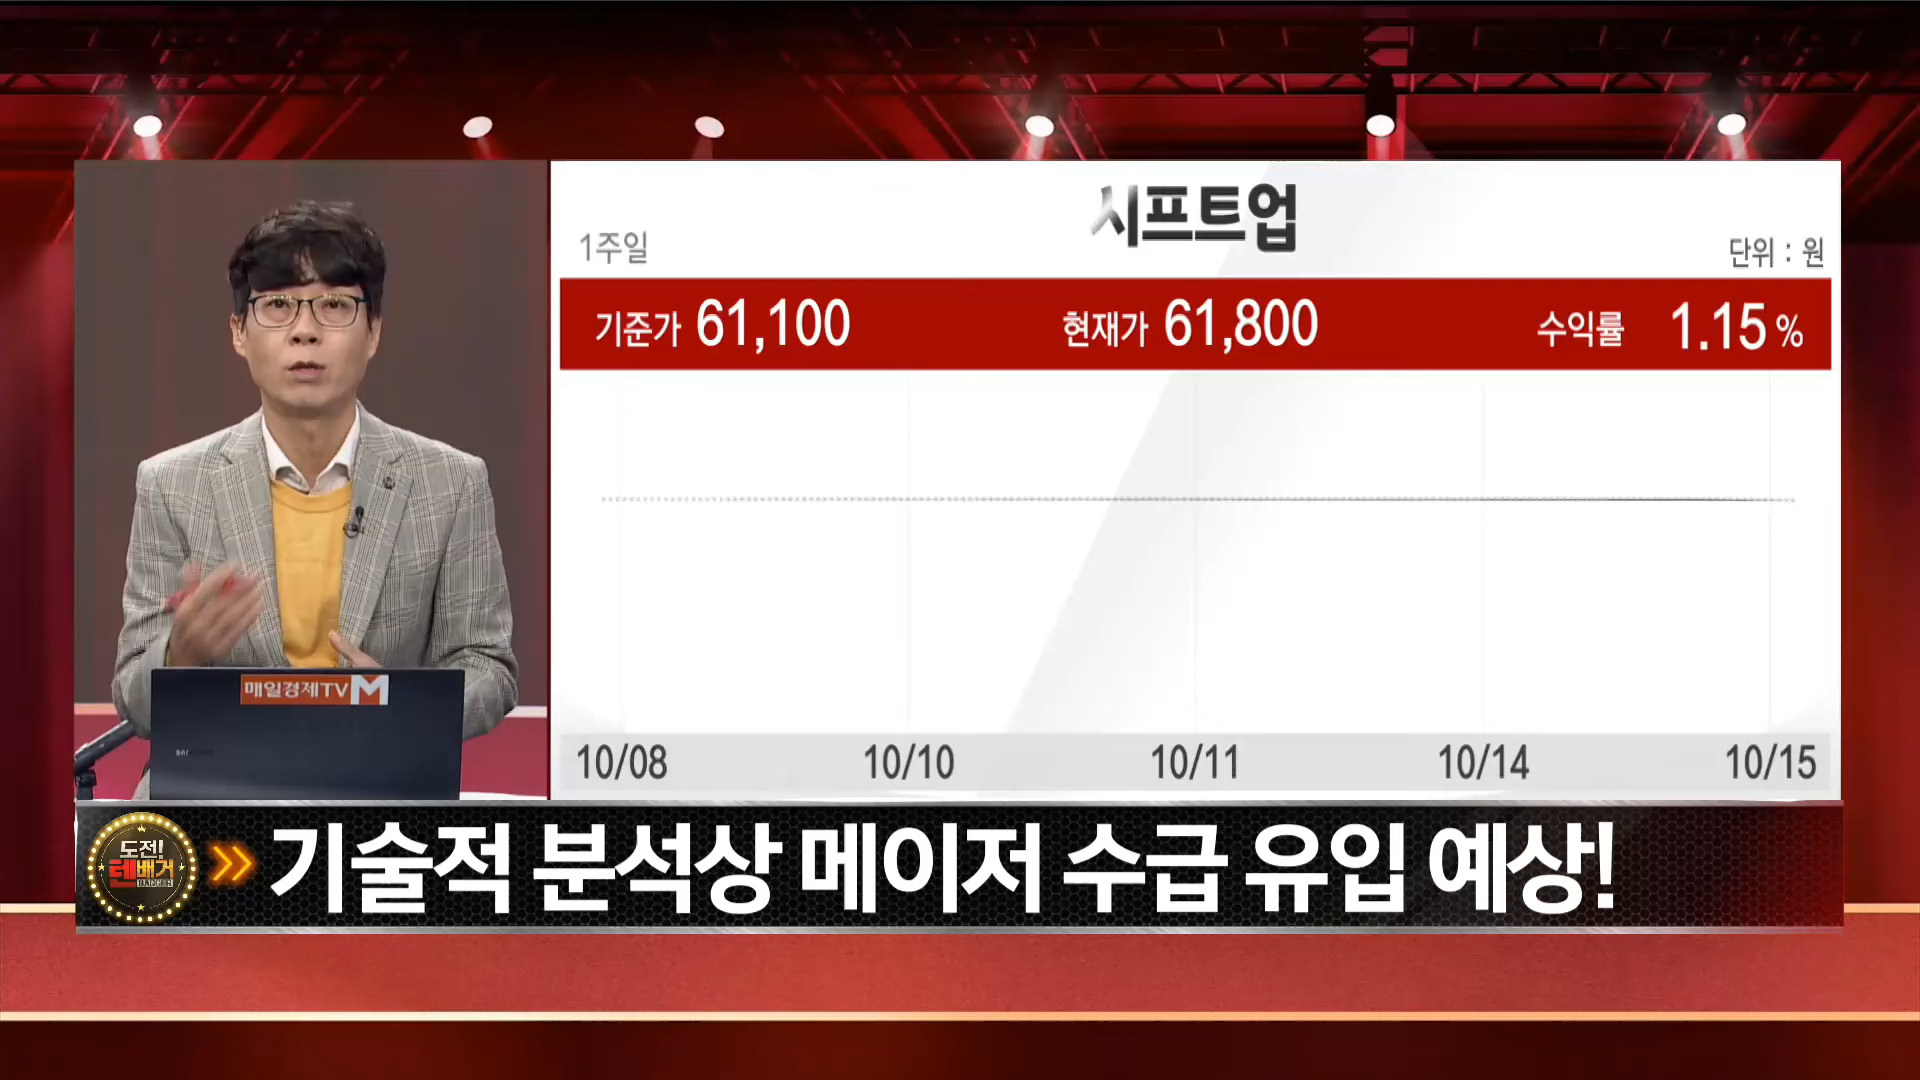 시프트업
1주일
단위 : 원
기준가 61,100
현재가 61,800
수익률 1.15 %
10/08 10/10 10/11 10/14 10/15
매일경제TV M
도전!
텐배거
기술적 분석상 메이저 수급 유입 예상!